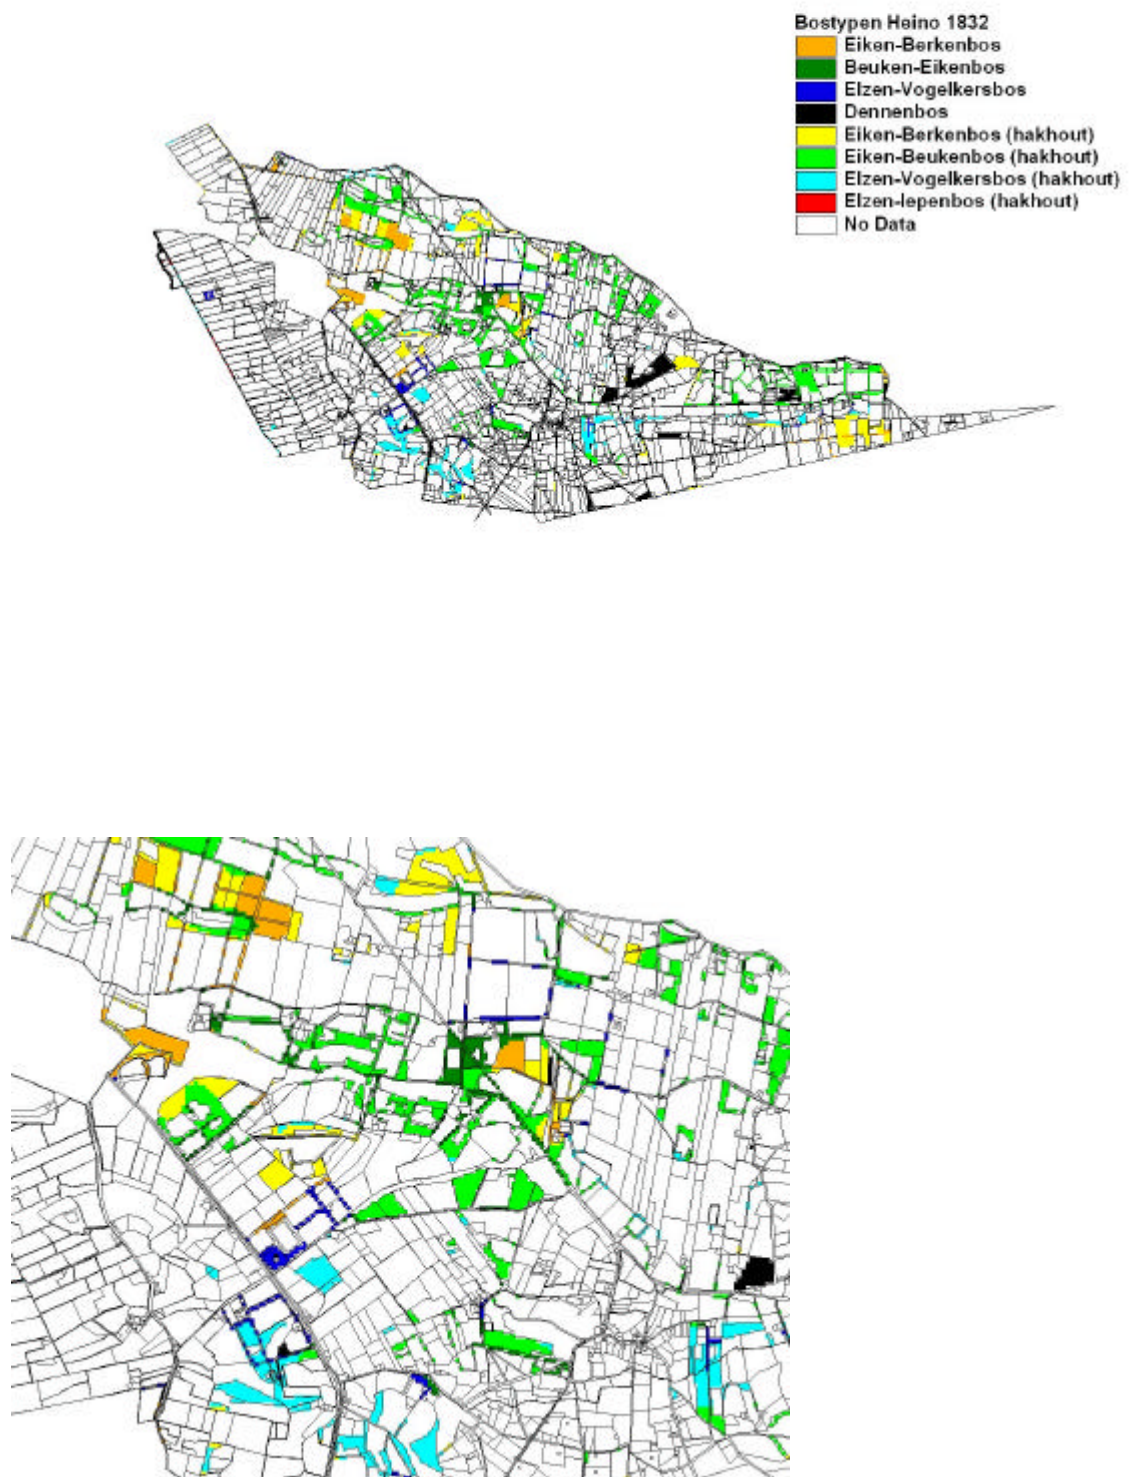 Bostypen Heino 1832
Eiken-Berkenbos
Beuken-Eikenbos
Elzen-Vogelkersbos
Dennenbos
Eiken-Berkenbos (hakhout)
Eiken-Beukenbos (hakhout)
Elzen-Vogelkersbos (hakhout)
Elzen-Iepenbos (hakhout)
No Data